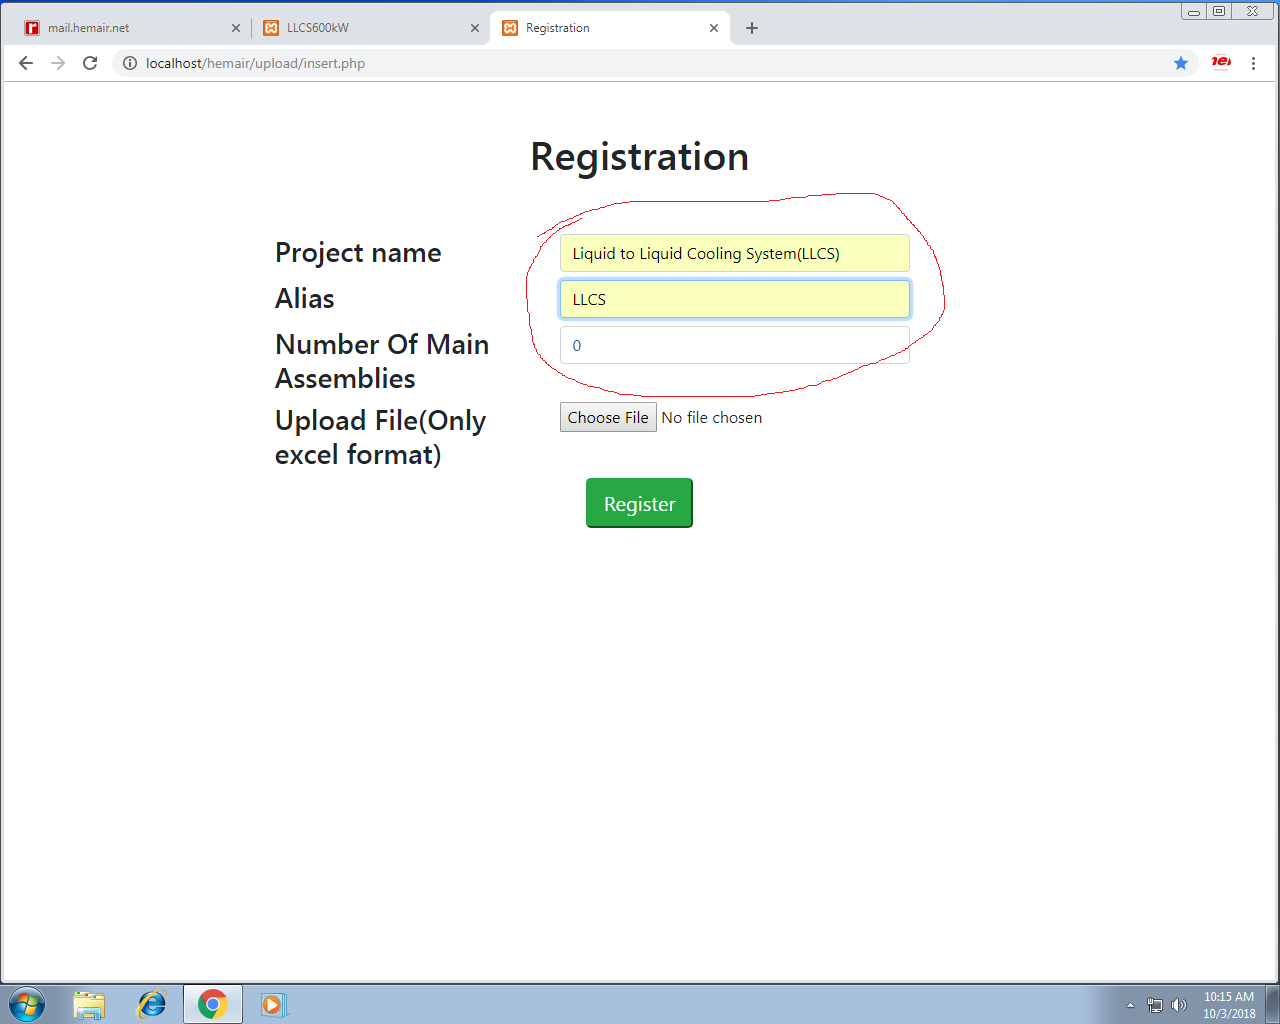 mail.hemair.net
LLCS600kW
Registration
localhost/hemair/upload/insert.php
Registration
Project name
Liquid to Liquid Cooling System(LLCS)
Alias
LLCS
Number Of Main
Assemblies
0
Upload File(Only
excel format)
Choose File No file chosen
Register
10:15 AM
10/3/2018